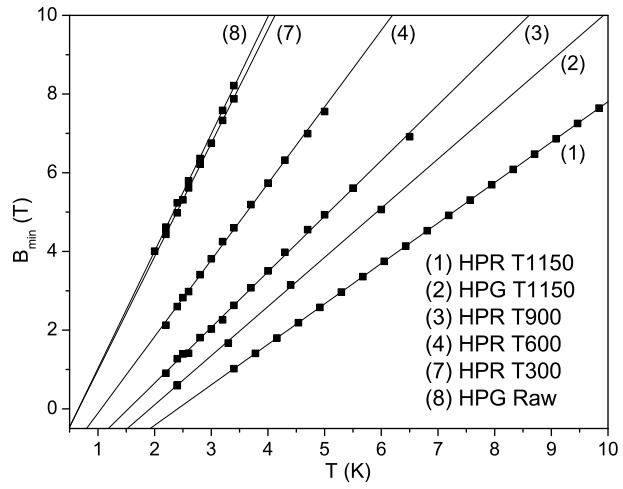 10
8
6
4
2
0
B min (T)
(8)
(7)
(4)
(3)
(2)
(1)
(1) HPR T1150
(2) HPG T1150
(3) HPR T900
(4) HPR T600
(7) HPR T300
(8) HPG Raw
1 2 3 4 5 6 7 8 9 10
T (K)